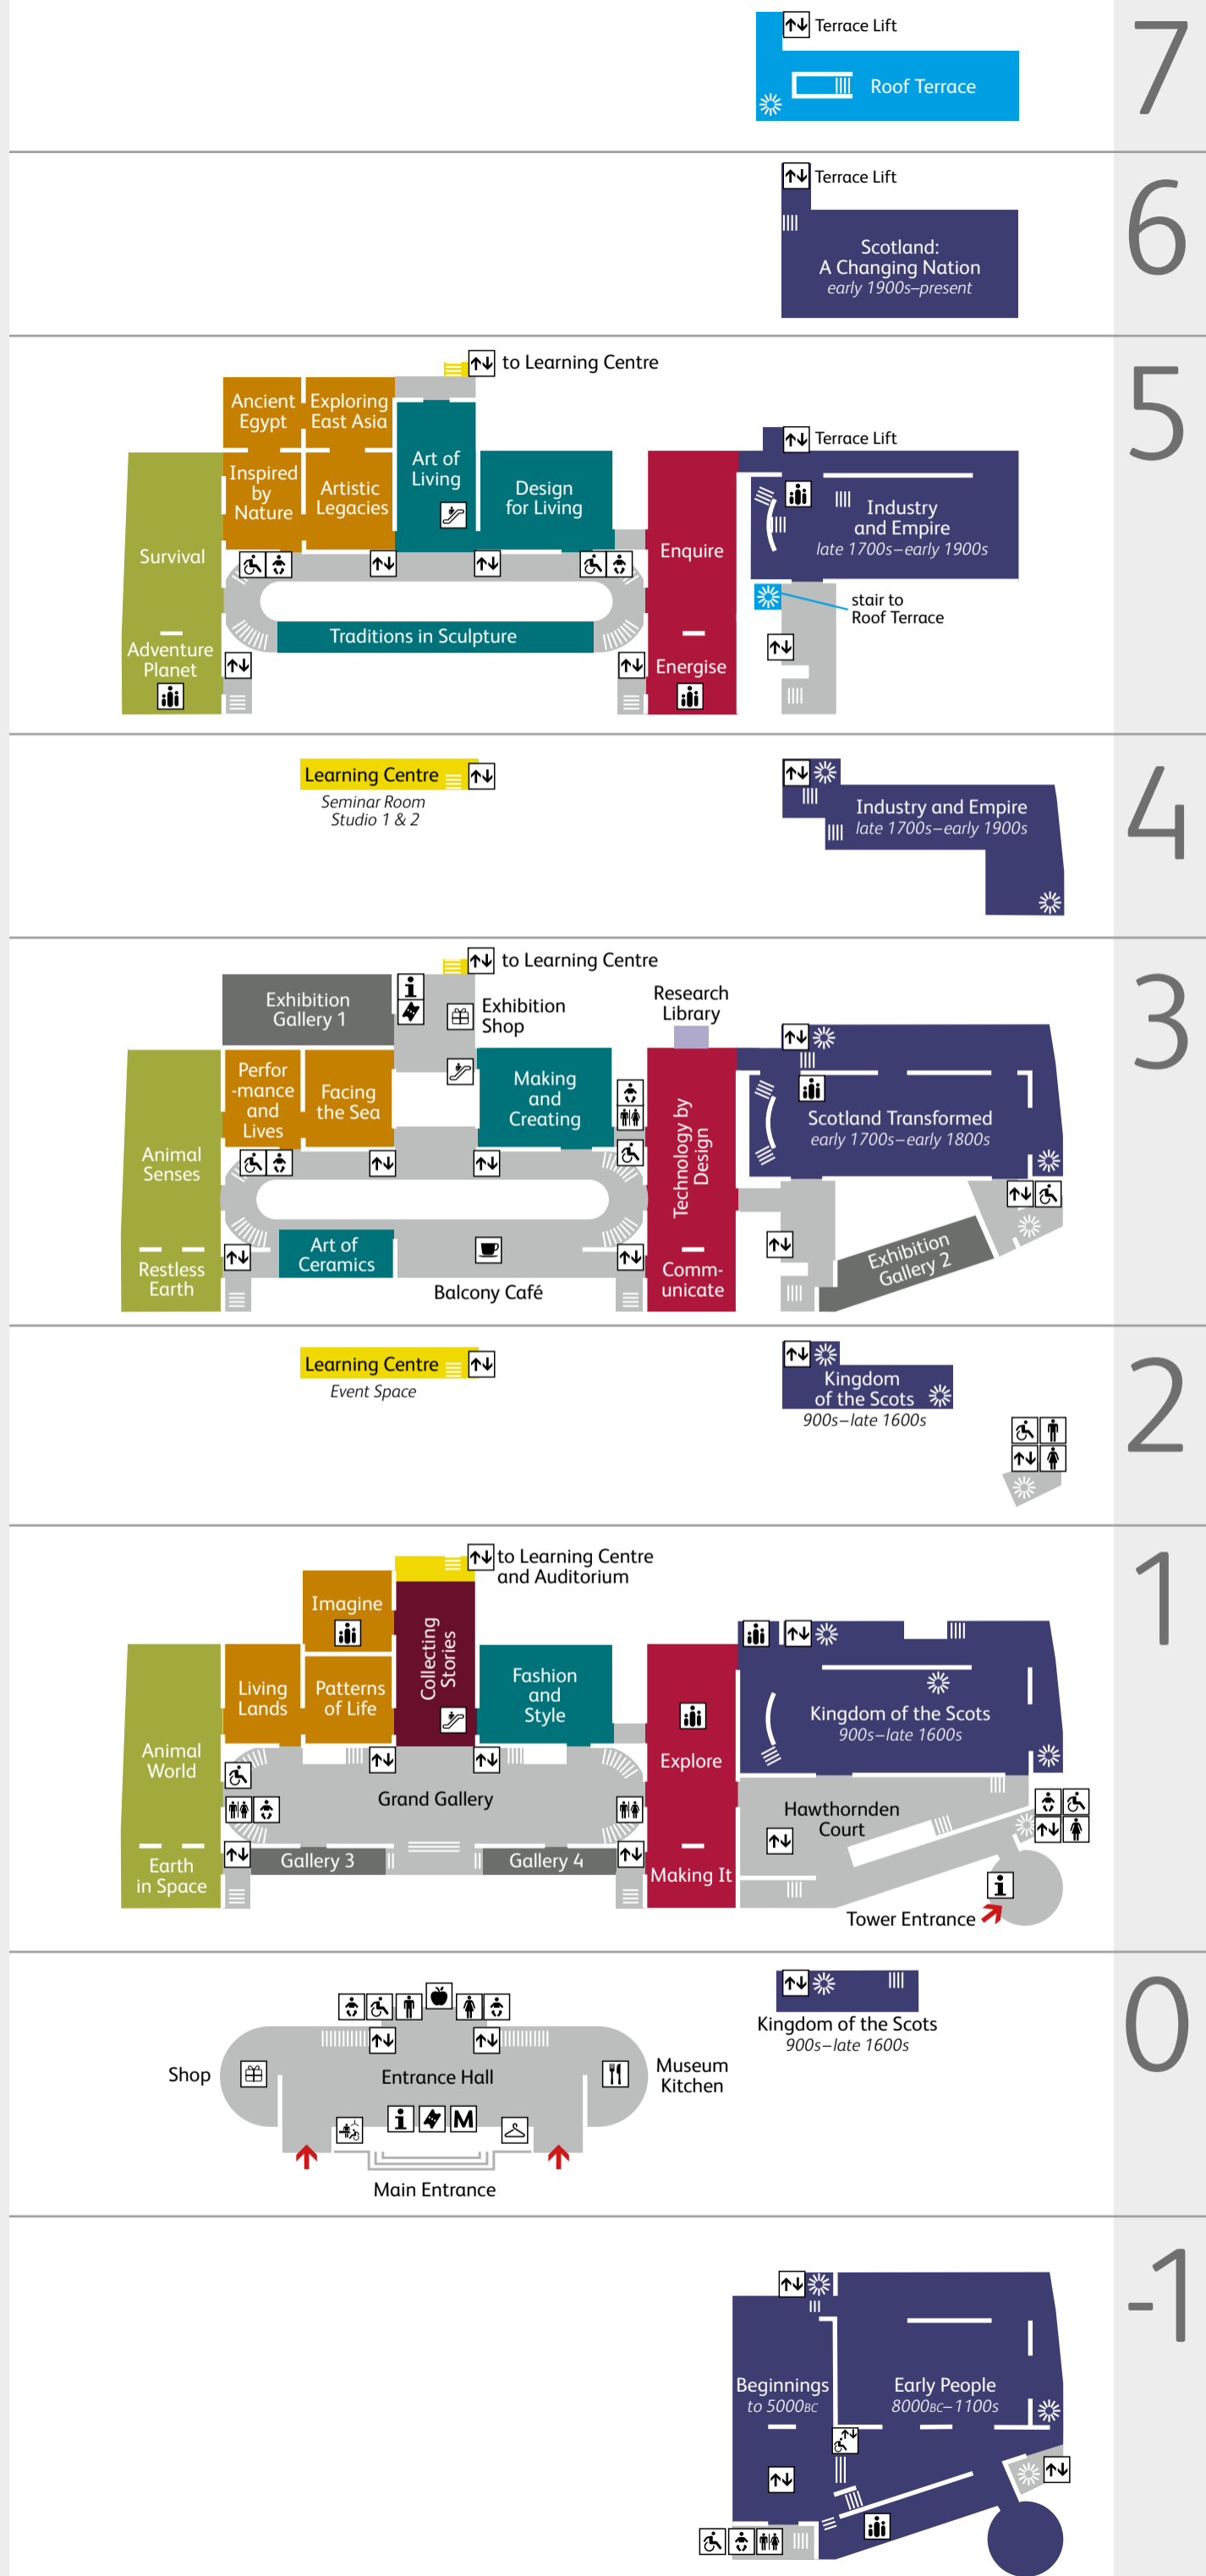 7
Terrace Lift
Roof Terrace
6
Terrace Lift
Scotland:
A Changing Nation
early 1900s–present
5
to Learning Centre
Ancient
Egypt
Exploring
East Asia
Art of
Living
Inspired
by
Nature
Artistic
Legacies
Design
for Living
Survival
Enquire
Terrace Lift
Industry
and Empire
late 1700s–early 1900s
stair to
Roof Terrace
Traditions in Sculpture
Adventure
Planet
Energise
4
Learning Centre
Seminar Room
Studio 1 & 2
Industry and Empire
late 1700s–early 1900s
3
to Learning Centre
Exhibition
Gallery 1
i
Exhibition
Shop
Research
Library
Perfor
-mance
and
Lives
Facing
the Sea
Making
and
Creating
Technology by
Design
Scotland Transformed
early 1700s–early 1800s
Animal
Senses
Art of
Ceramics
Balcony Café
Restless
Earth
Comm-
unicate
Exhibition
Gallery 2
2
Learning Centre
Event Space
Kingdom
of the Scots
900s–late 1600s
1
to Learning Centre
and Auditorium
Imagine
Collecting
Stories
Living
Lands
Patterns
of Life
Fashion
and
Style
Explore
Kingdom of the Scots
900s–late 1600s
Animal
World
Grand Gallery
Hawthornden
Court
Gallery 3
Gallery 4
Earth
in Space
Making It
i
Tower Entrance
0
Kingdom of the Scots
900s–late 1600s
Shop
Entrance Hall
Museum
Kitchen
i
M
Main Entrance
-1
Beginnings
to 5000BC
Early People
8000BC–1100s